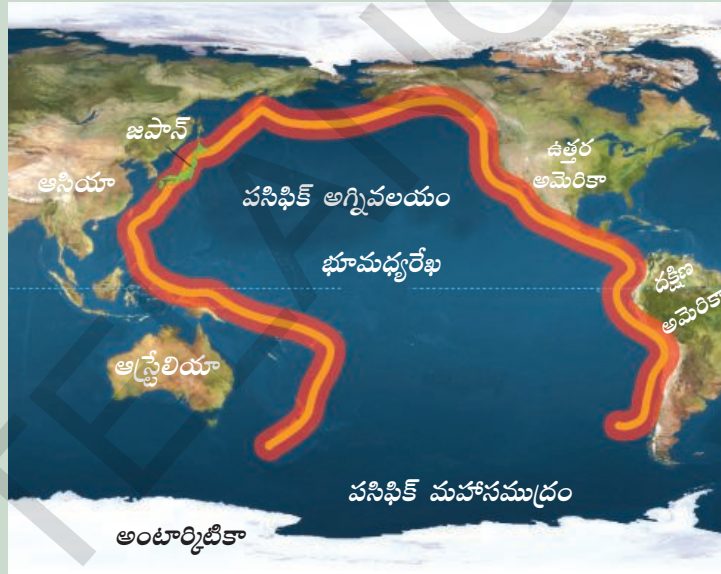 జపాన్
ఆసియా
ఉత్తర
అమెరికా
పసిఫిక్ అగ్నివలయం
భూమధ్యరేఖ
దక్షిణ
అమెరికా
ఆస్ట్రేలియా
పసిఫిక్ మహాసముద్రం
అంటార్కిటికా